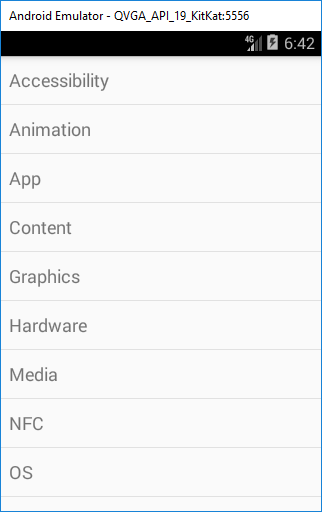 Android Emulator - QVGA_API_19_KitKat:5556
4G 6:42
Accessibility
Animation
App
Content
Graphics
Hardware
Media
NFC
OS